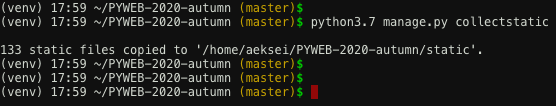 (venv) 17:59 ~/PYWEB-2020-autumn (master)$
(venv) 17:59 ~/PYWEB-2020-autumn (master)$ python3.7 manage.py collectstatic
133 static files copied to '/home/aeksei/PYWEB-2020-autumn/static'.
(venv) 17:59 ~/PYWEB-2020-autumn (master)$
(venv) 17:59 ~/PYWEB-2020-autumn (master)$
(venv) 17:59 ~/PYWEB-2020-autumn (master)$